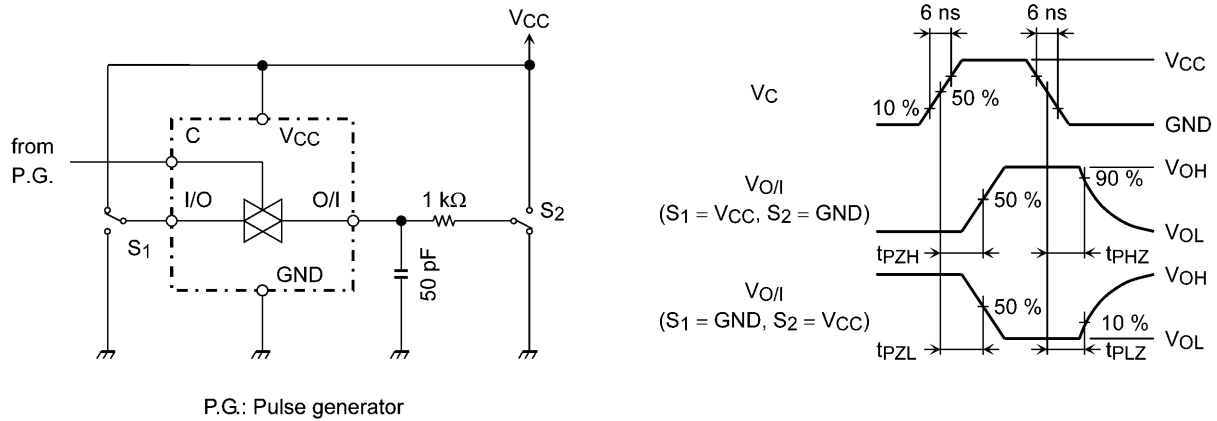 VCC
C
VCC
from
P.G.
I/O
O/I
1 kΩ
S1
S2
GND
50 pF
P.G.: Pulse generator
6 ns
6 ns
VC
10 %
50 %
VCC
GND
VO/I
(S1 = VCC, S2 = GND)
50 %
90 %
VOH
VOL
tPZH
tPHZ
VO/I
(S1 = GND, S2 = VCC)
50 %
10 %
VOH
VOL
tPZL
tPLZ